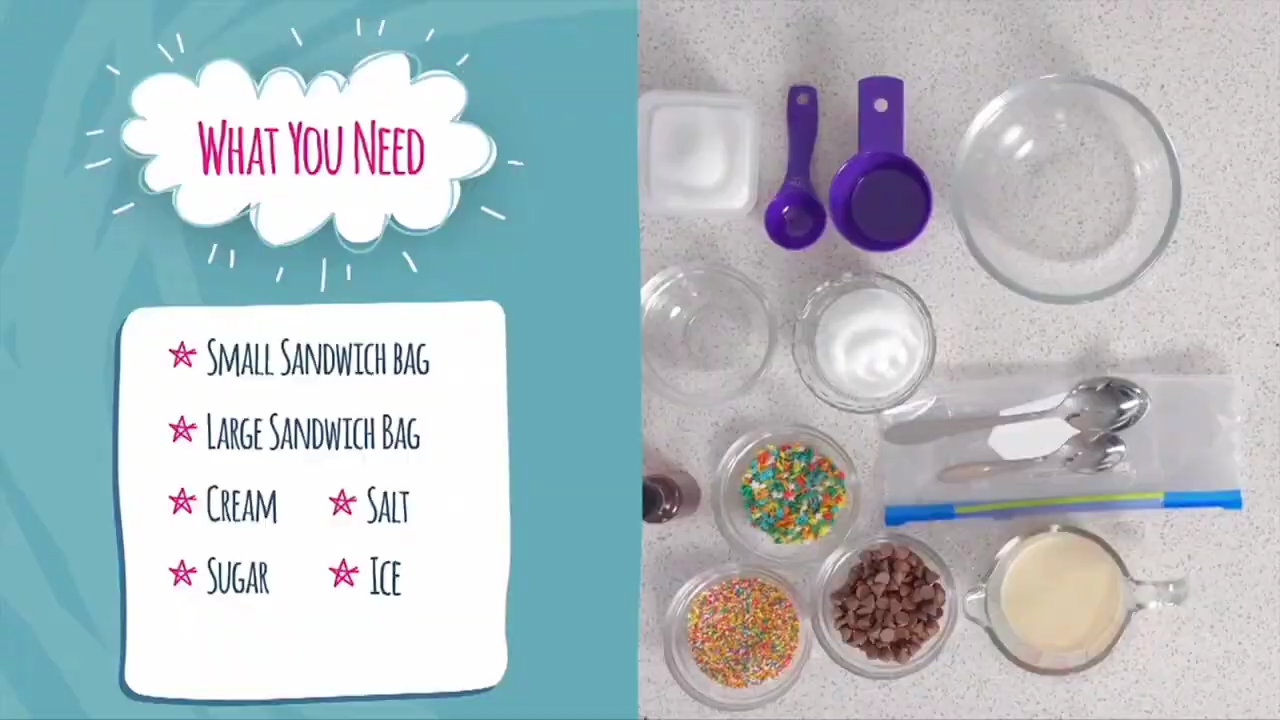 What You Need
Small Sandwich bag
Large Sandwich Bag
Cream Salt
Sugar Ice